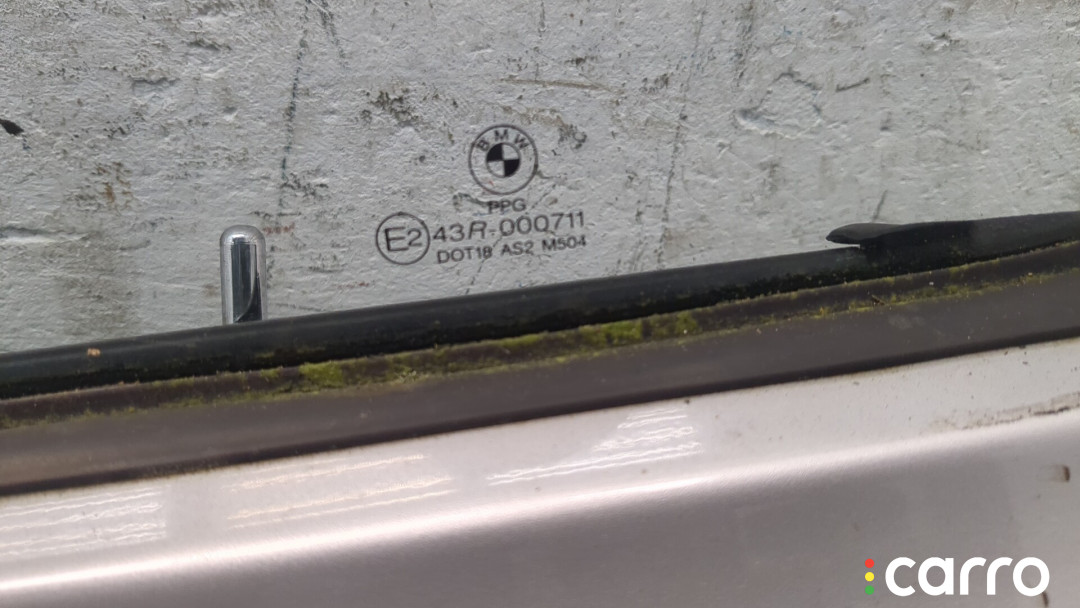 BMW
PPG
E2 43R-000711
DOT18 AS2 M504
carro